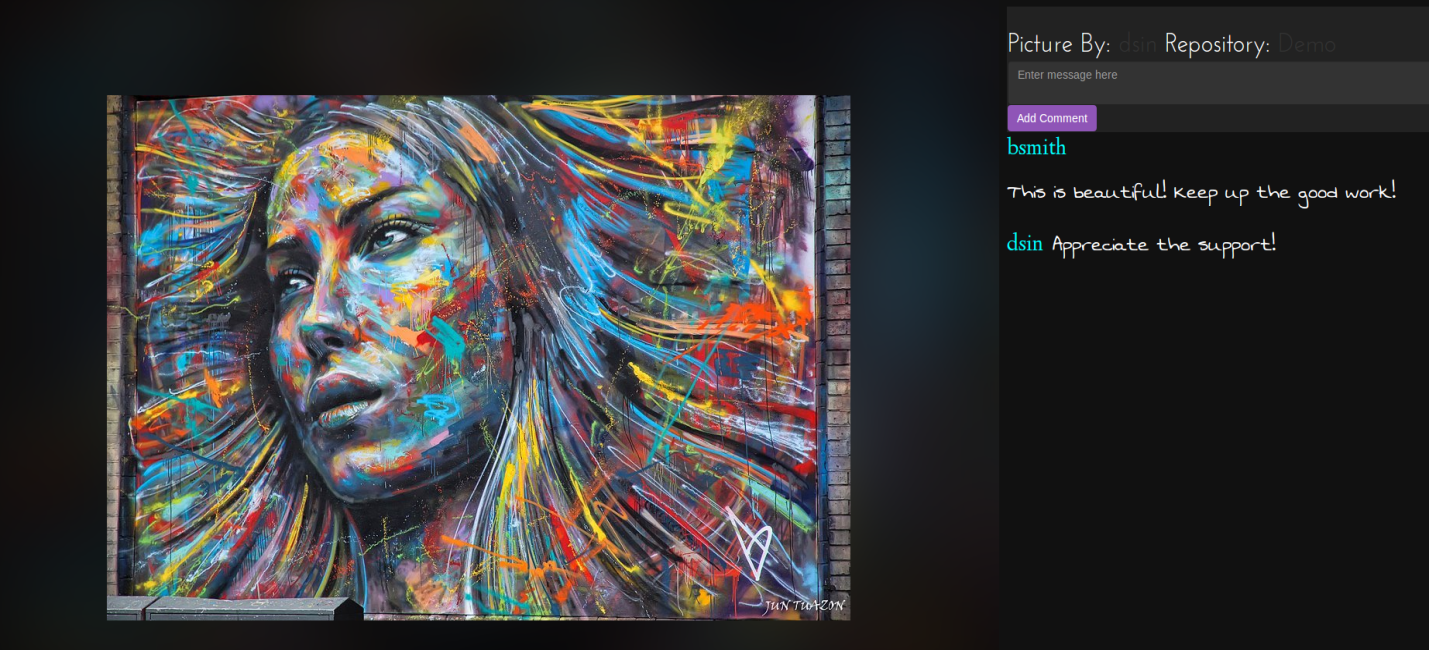 Picture By: dsin Repository: Demo
Enter message here
Add Comment
bsmith
This is beautiful! Keep up the good work!
dsin Appreciate the support!
JUN TUAZON